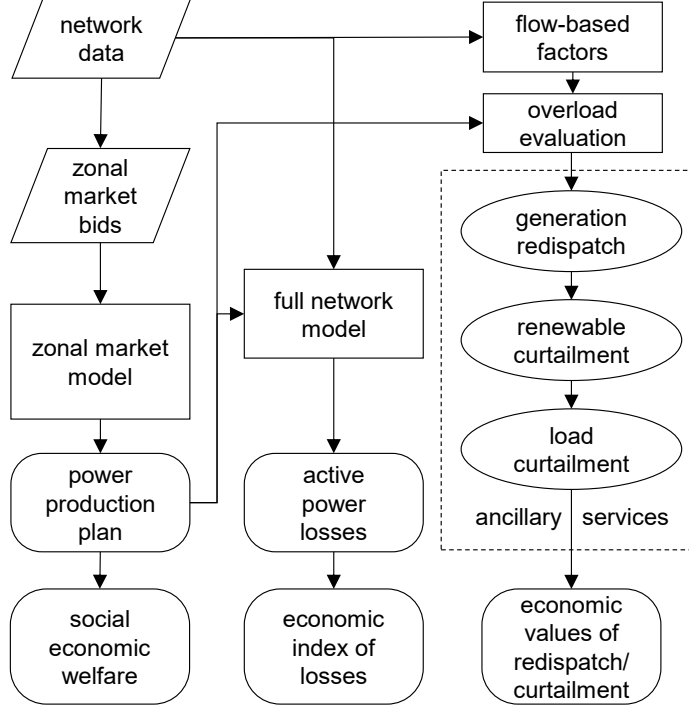 network
data
zonal
market
bids
zonal market
model
power
production
plan
social
economic
welfare
full network
model
active
power
losses
economic
index of
losses
flow-based
factors
overload
evaluation
generation
redispatch
renewable
curtailment
load
curtailment
ancillary services
economic
values of
redispatch/
curtailment